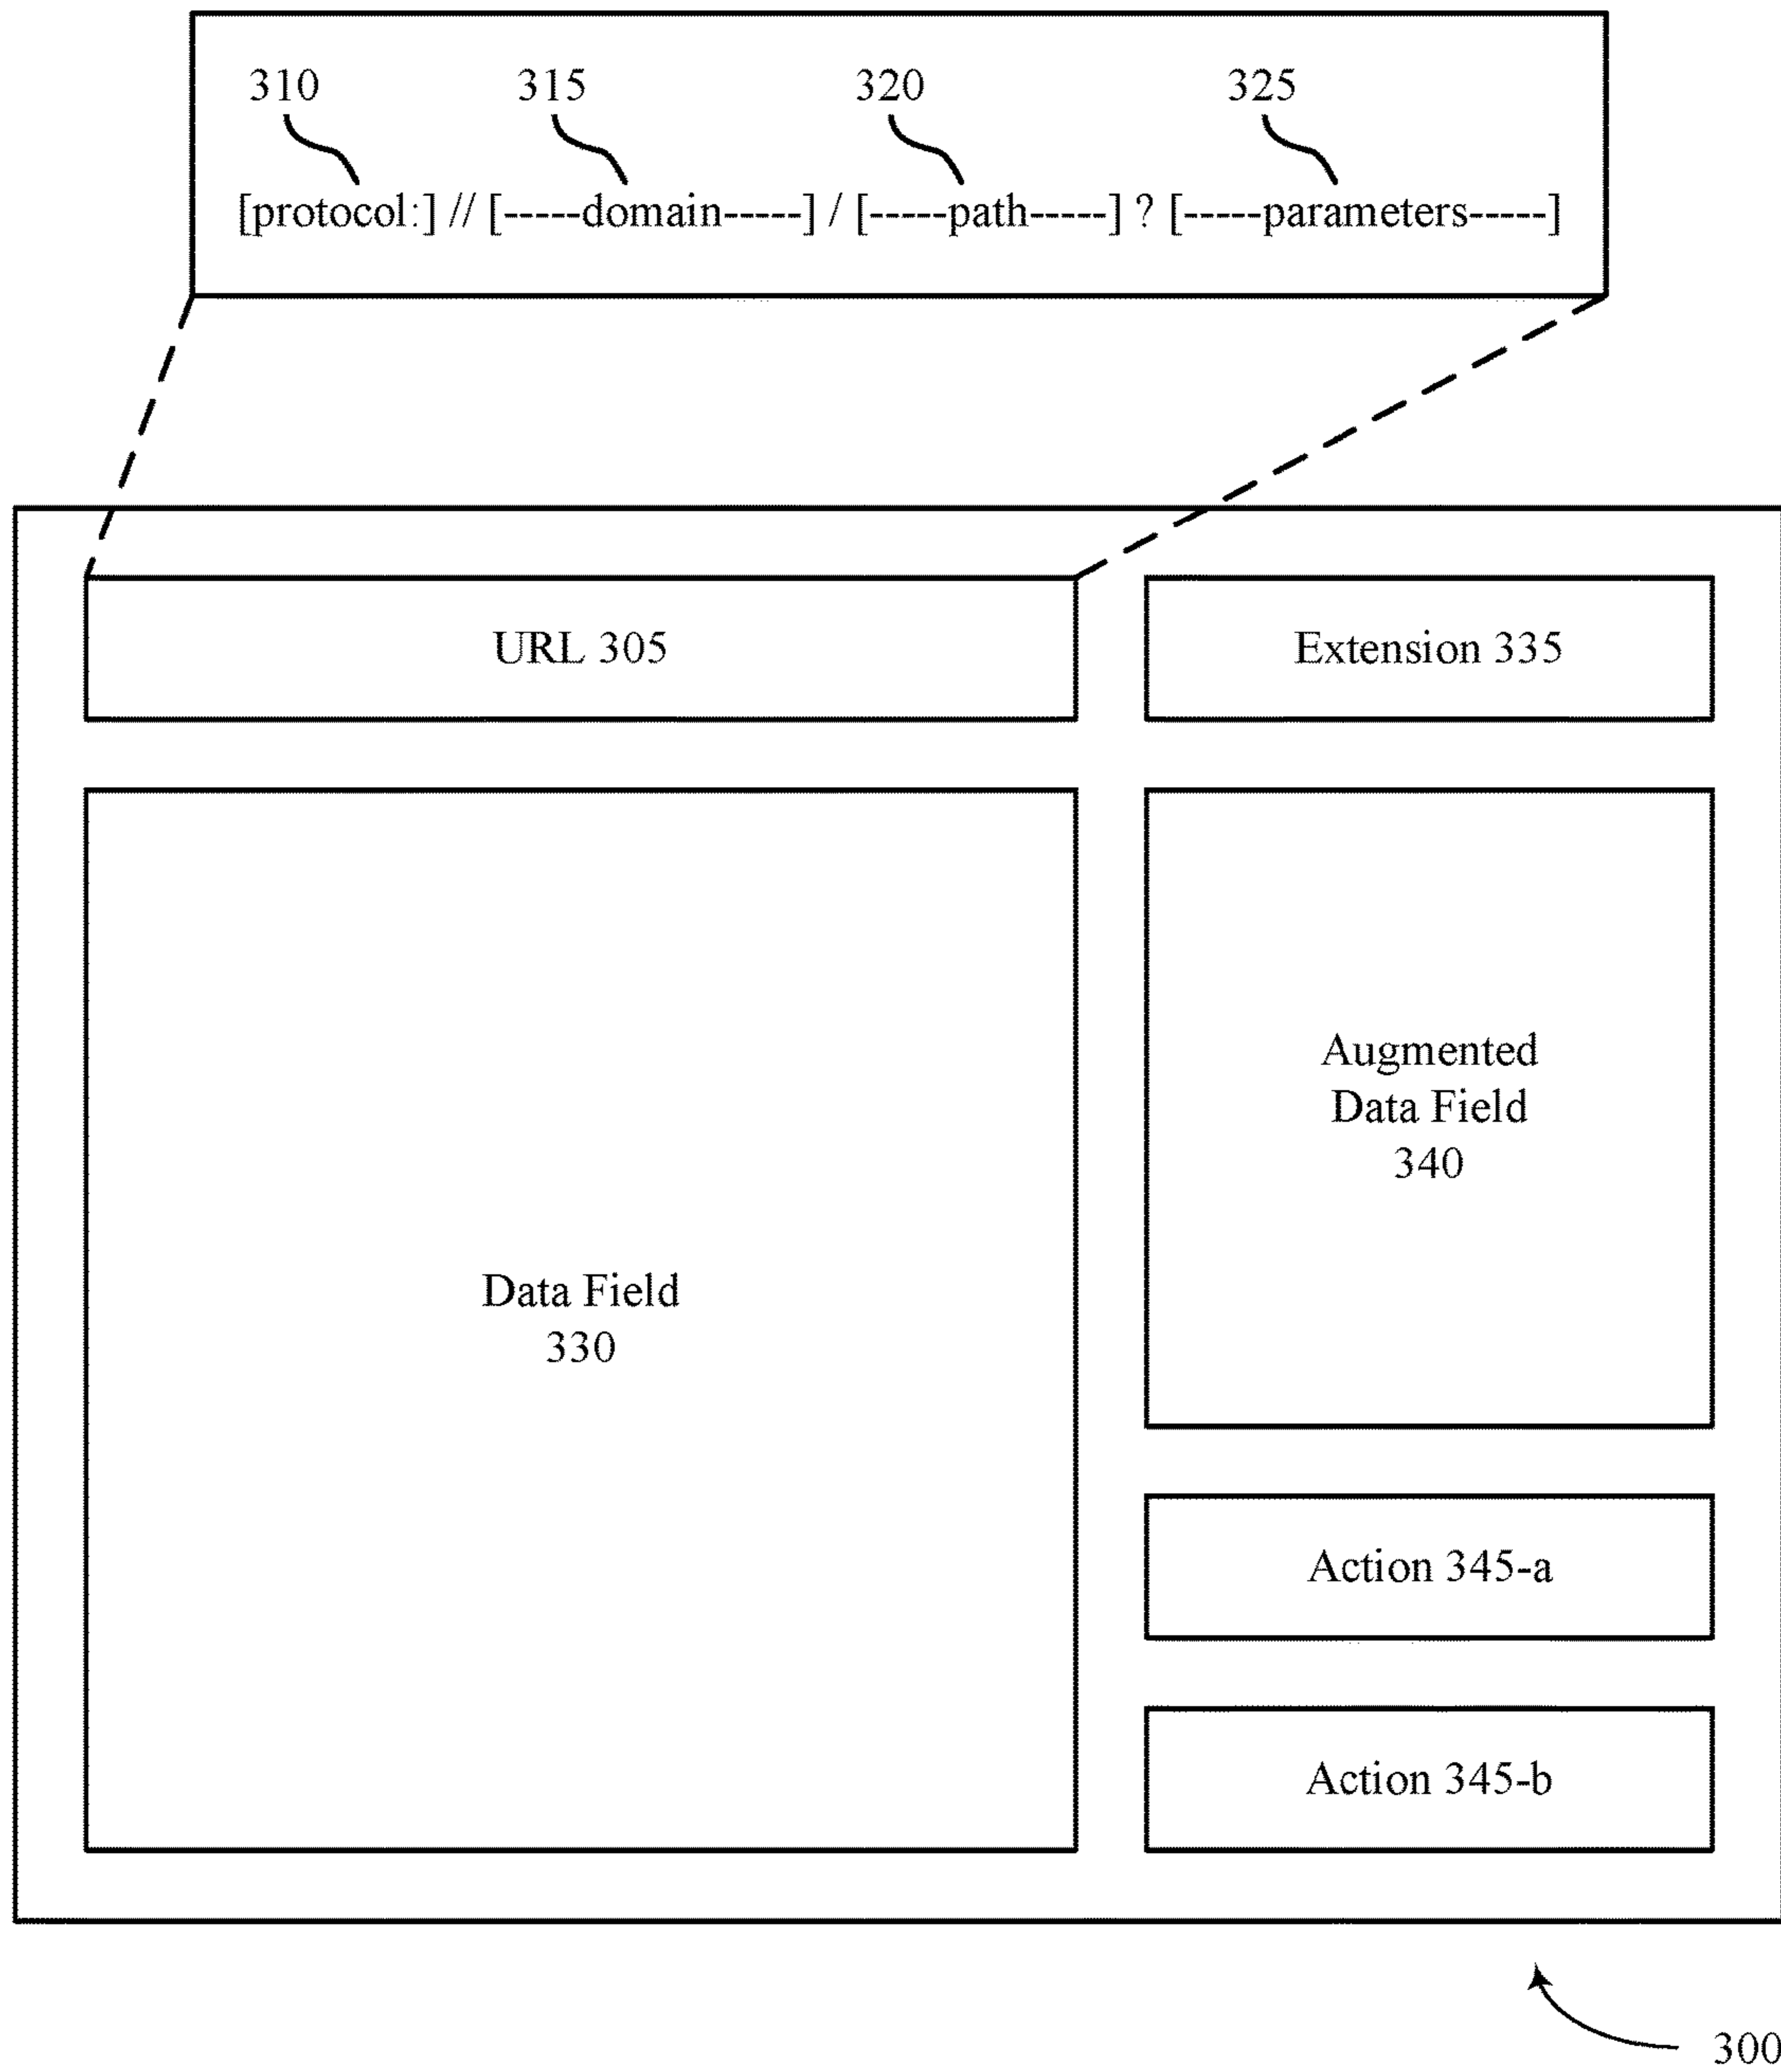 310 315 320 325
[protocol:] // [-----domain-----] / [-----path-----] ? [-----parameters-----]
URL 305
Extension 335
Data Field
330
Augmented
Data Field
340
Action 345-a
Action 345-b
300